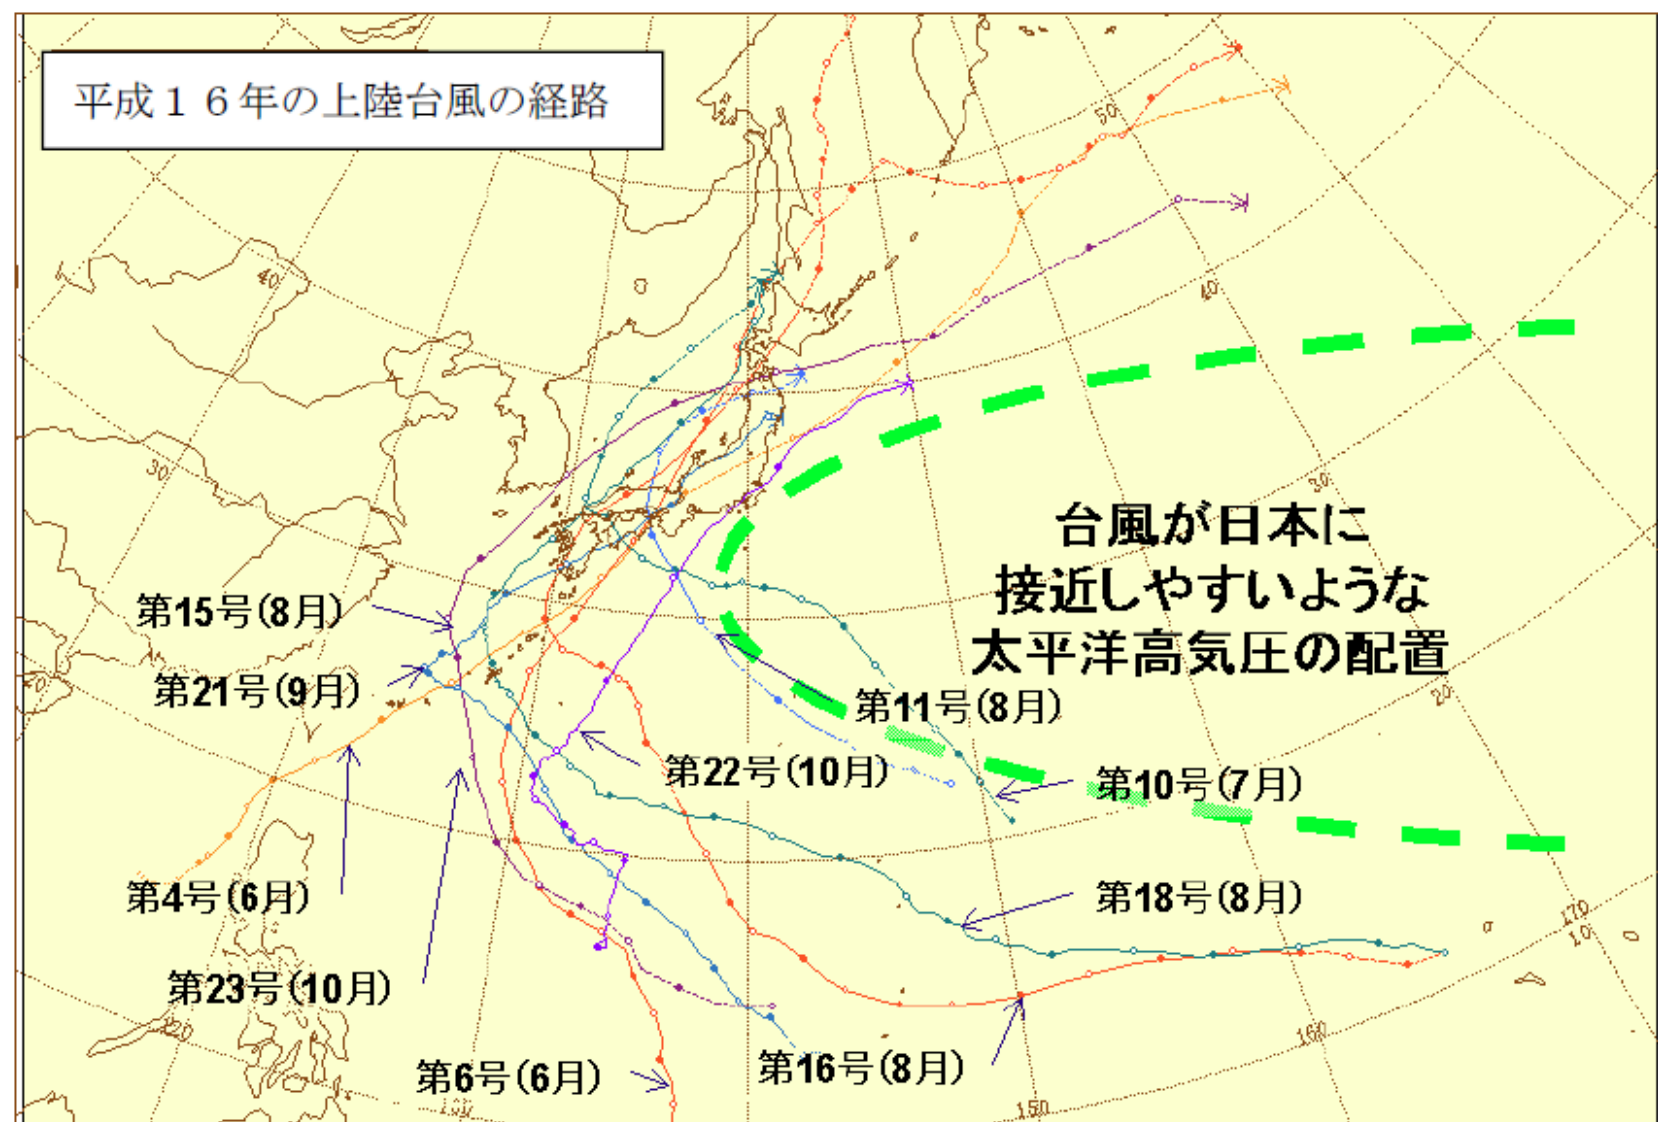 平成１６年の上陸台風の経路
50
40
40
30
30
台風が日本に
接近しやすいような
太平洋高気圧の配置
第15号(8月)
第21号(9月)
20
第11号(8月)
第22号(10月)
第10号(7月)
第4号(6月)
第18号(8月)
170
10
第23号(10月)
120
160
第6号(6月)
第16号(8月)
150